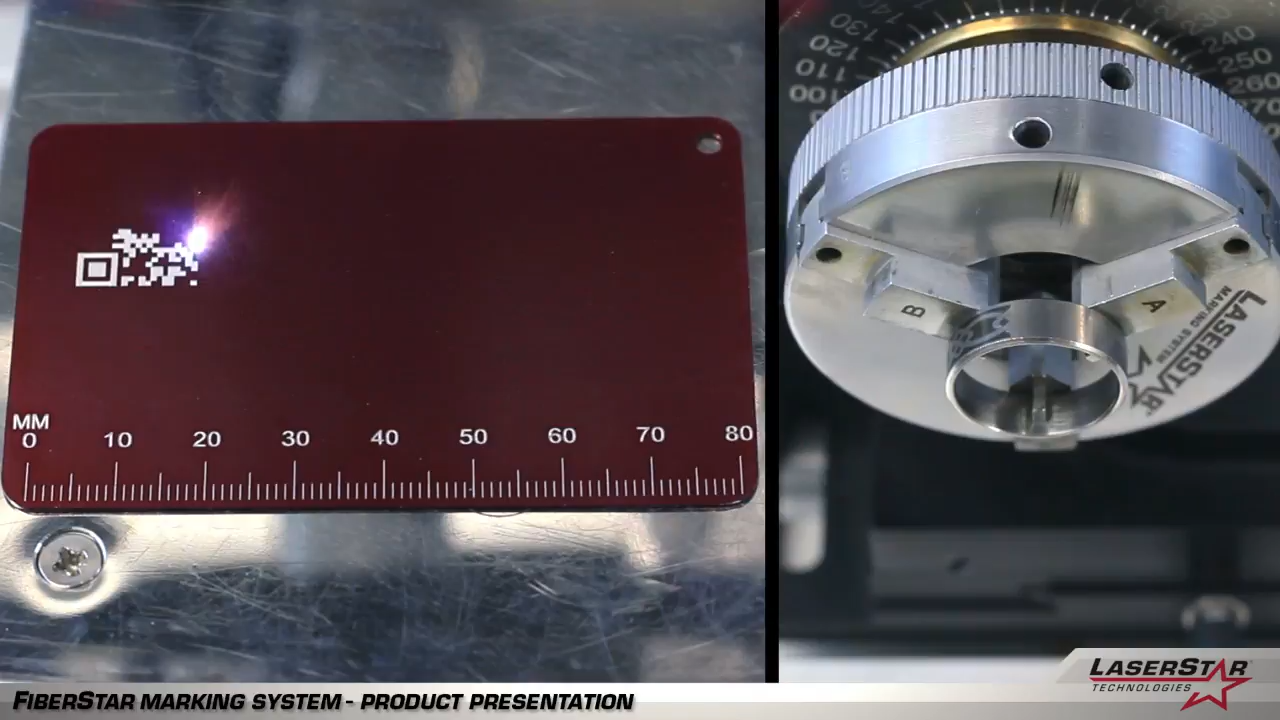 MM
0 10 20 30 40 50 60 70 80
140
130
120
110
100
230
240
250
260
270
B
A
LASERSTAR
MARKING SYSTEM
FIBERSTAR MARKING SYSTEM - PRODUCT PRESENTATION
LASERSTAR
TECHNOLOGIES